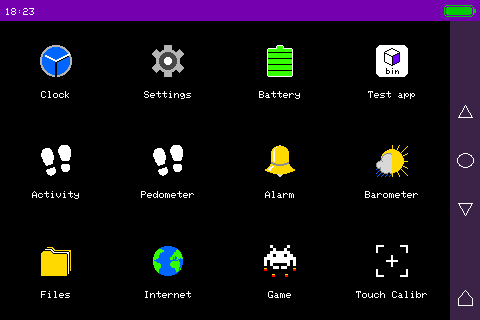 18:23
Clock Settings Battery Test app
bin
Activity Pedometer Alarm Barometer
Files Internet Game Touch Calibr